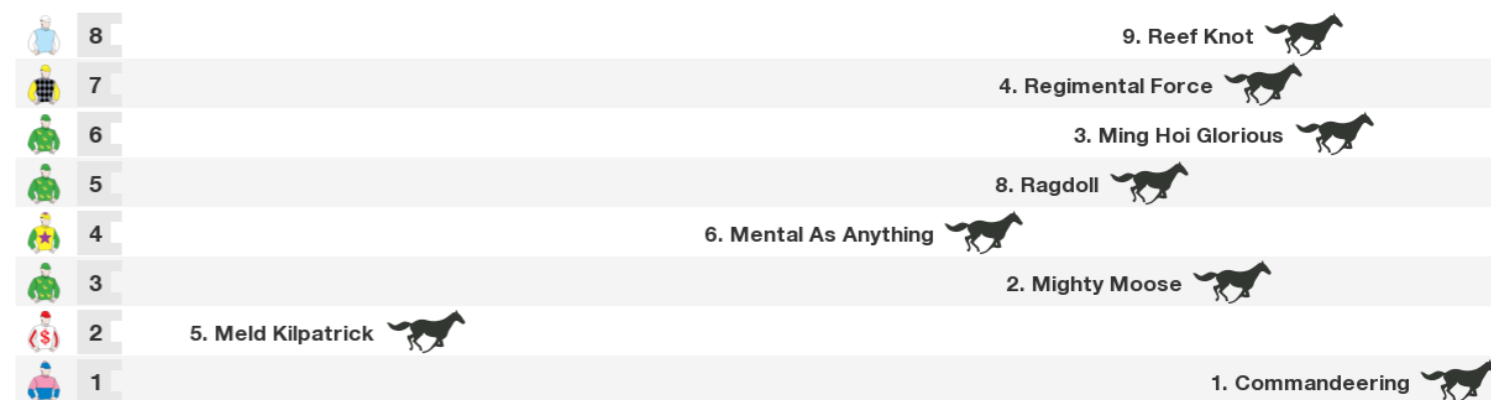 8 9. Reef Knot
7 4. Regimental Force
6 3. Ming Hoi Glorious
5 8. Ragdoll
4 6. Mental As Anything
3 2. Mighty Moose
$ 2 5. Meld Kilpatrick
1 1. Commandeering